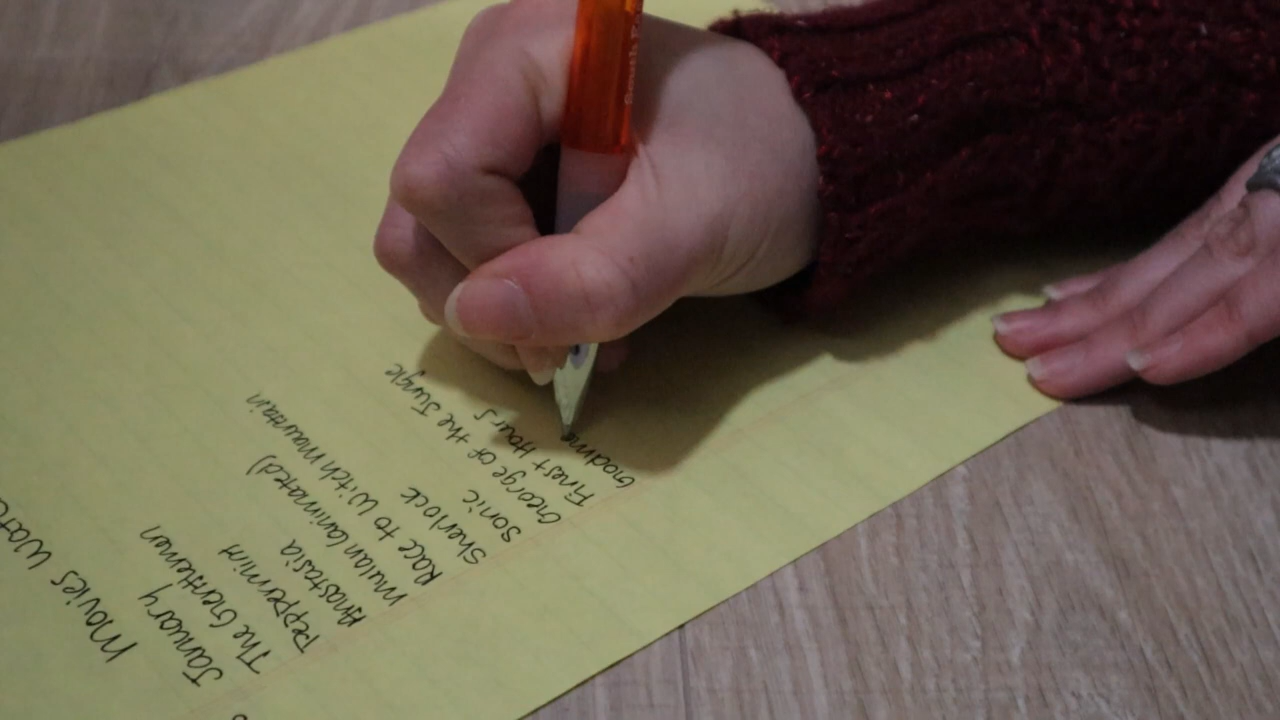 Movies Watc
January
The Gentlemen
Peppermint
Anastasia
Mulan (animated)
Race to Witch Mountain
Sherlock
Sonic
George of the Jungle
Finest Hours